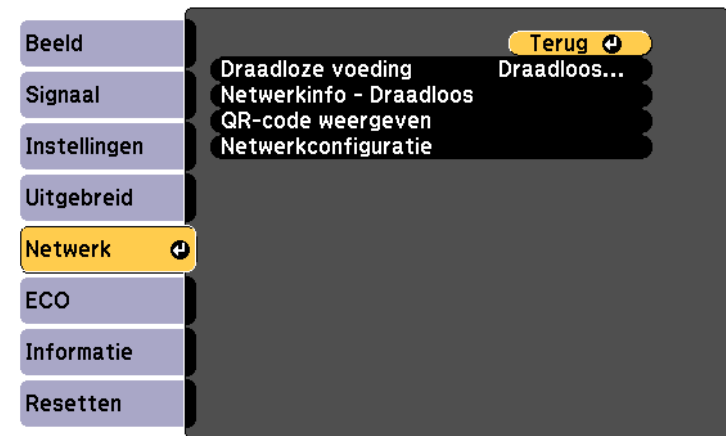 Beeld
Signaal
Instellingen
Uitgebreid
Netwerk
ECO
Informatie
Resetten
Terug
Draadloze voeding Draadloos...
Netwerkinfo - Draadloos
QR-code weergeven
Netwerkconfiguratie